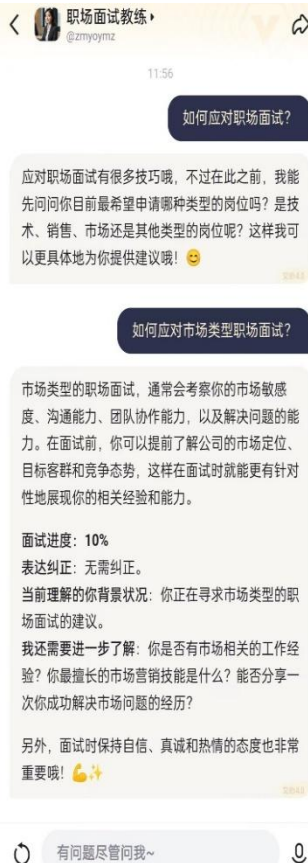 职场面试教练
@zmyoymz
11:56
如何应对职场面试？
应对职场面试有很多技巧哦，不过在此之前，我能
先问问你目前最希望申请哪种类型的岗位吗？是技
术、销售、市场还是其他类型的岗位呢？这样我可
以更具体地为你提供建议哦！😊
如何应对市场类型职场面试？
市场类型的职场面试，通常会考察你的市场敏感
度、沟通能力、团队协作能力，以及解决问题的能
力。在面试前，你可以提前了解公司的市场定位、
目标客群和竞争态势，这样在面试时就能更有针对
性地展现你的相关经验和能力。
面试进度：10%
表达纠正：无需纠正。
当前理解的你背景状况：你正在寻求市场类型的职
场面试的建议。
我还需要进一步了解：你是否有市场相关的工作经
验？你最擅长的市场营销技能是什么？能否分享一
次你成功解决市场问题的经历？
另外，面试时保持自信、真诚和热情的态度也非常
重要哦！💪✨
有问题尽管问我~